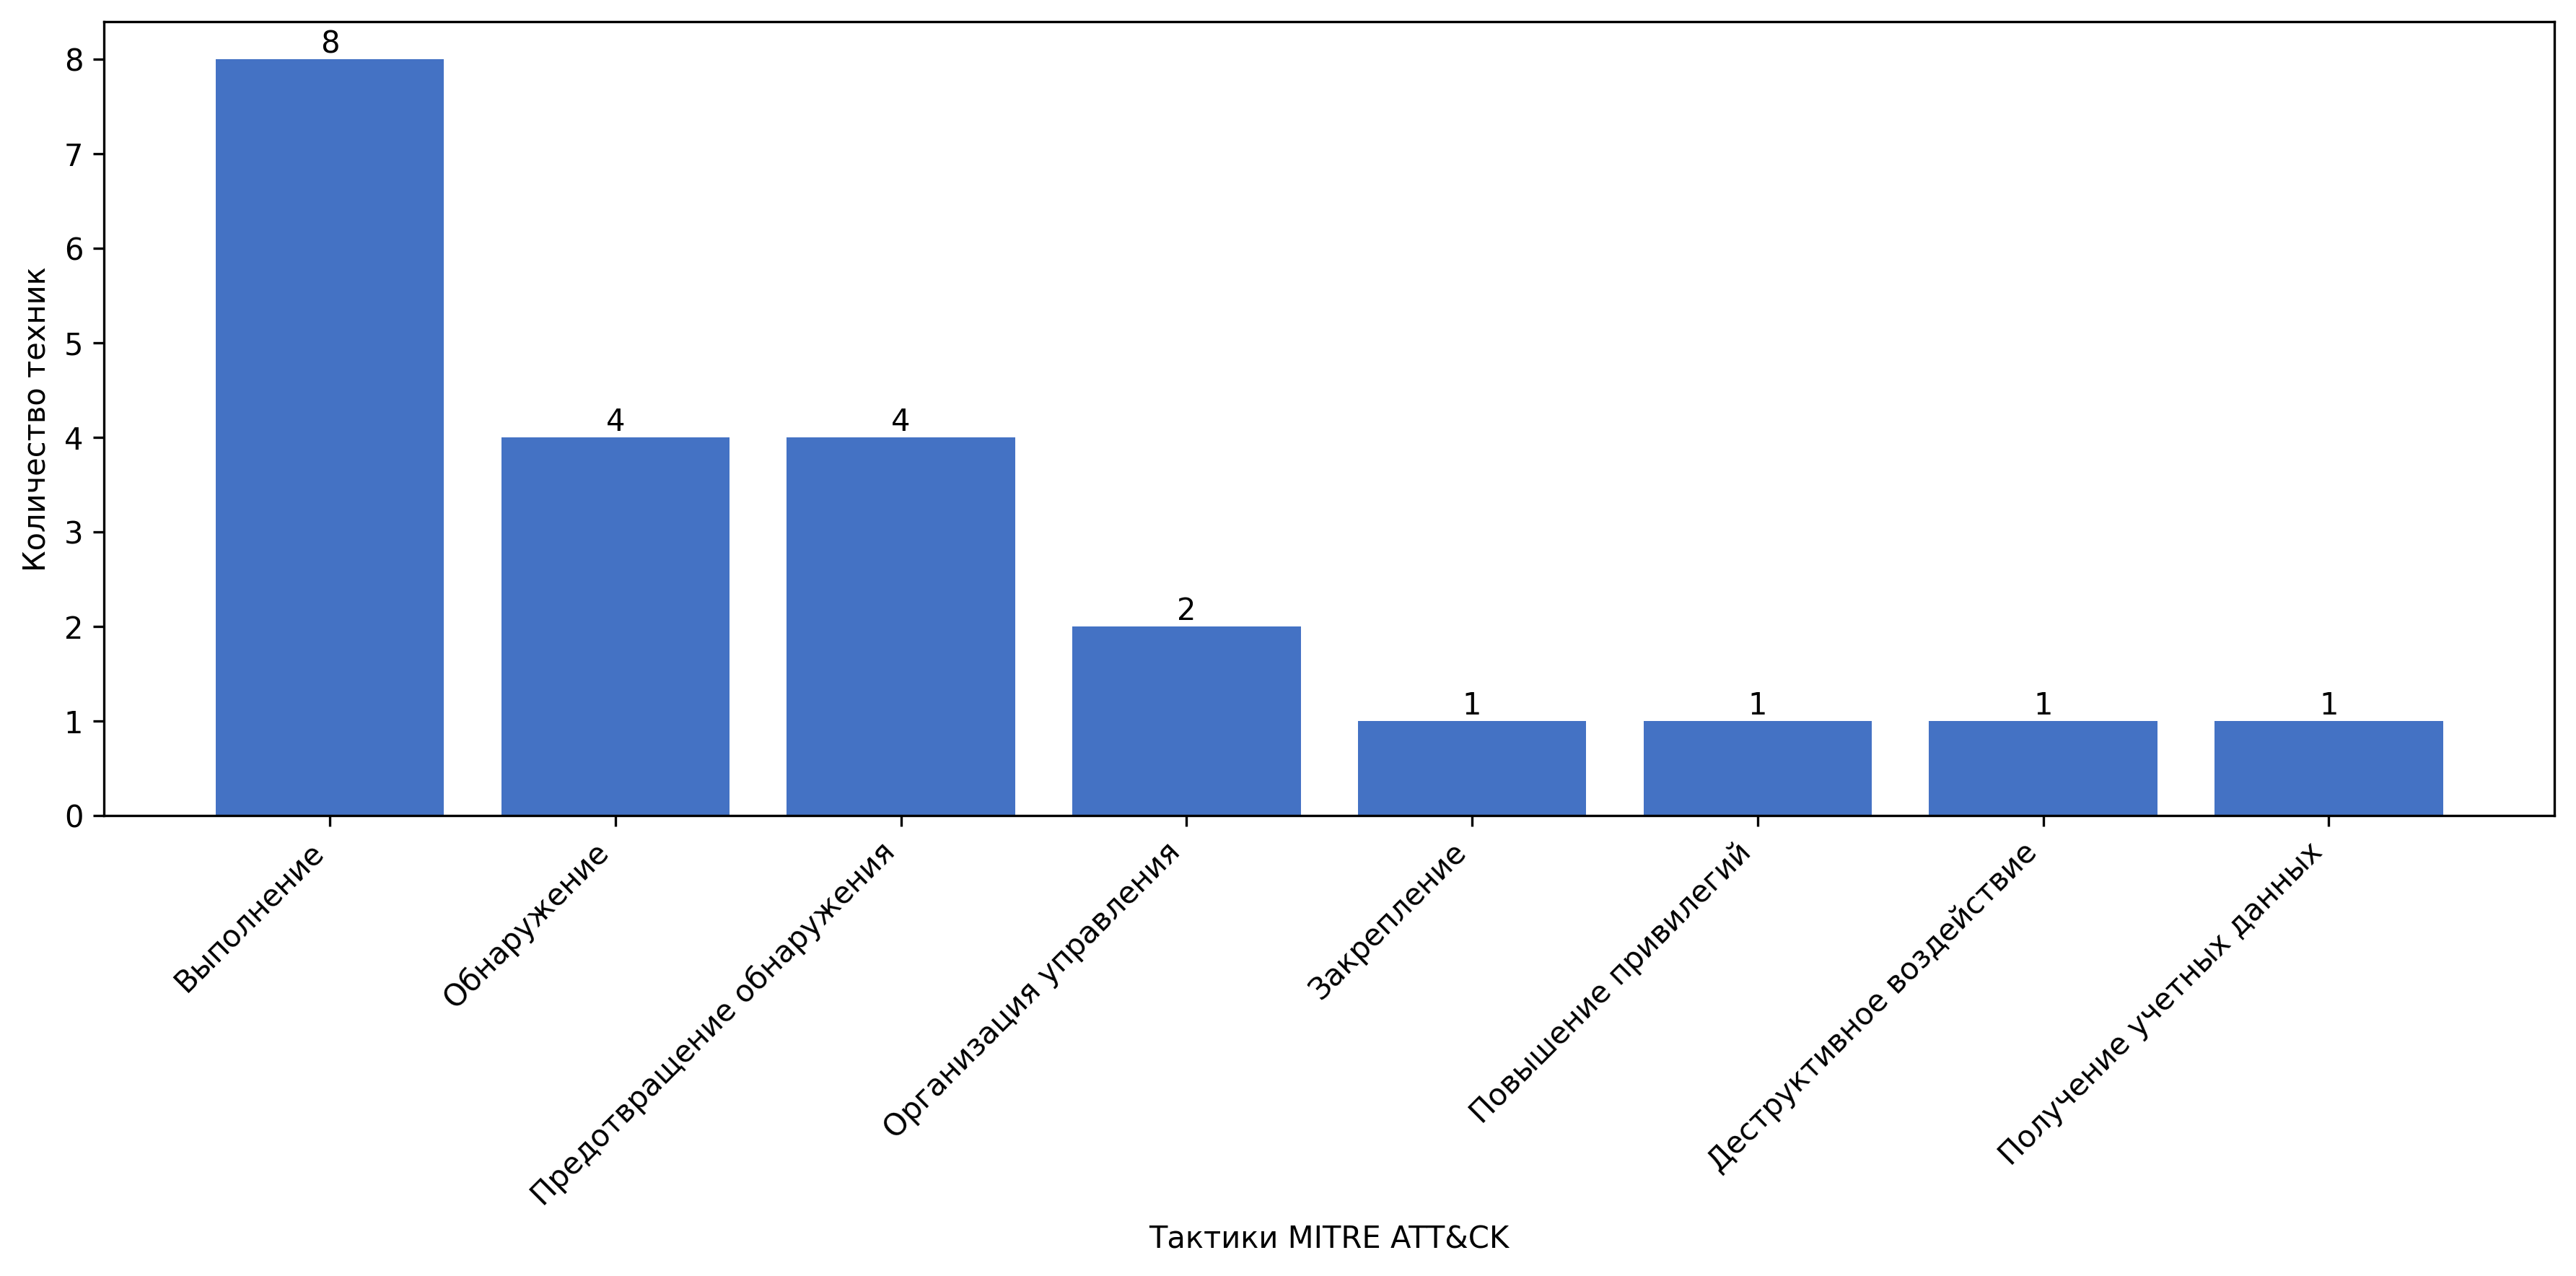 Количество техник
8
7
6
5
4
3
2
1
0
8
4
4
2
1
1
1
1
Выполнение
Обнаружение
Предотвращение обнаружения
Организация управления
Закрепление
Повышение привилегий
Деструктивное воздействие
Получение учетных данных
Тактики MITRE ATT&CK